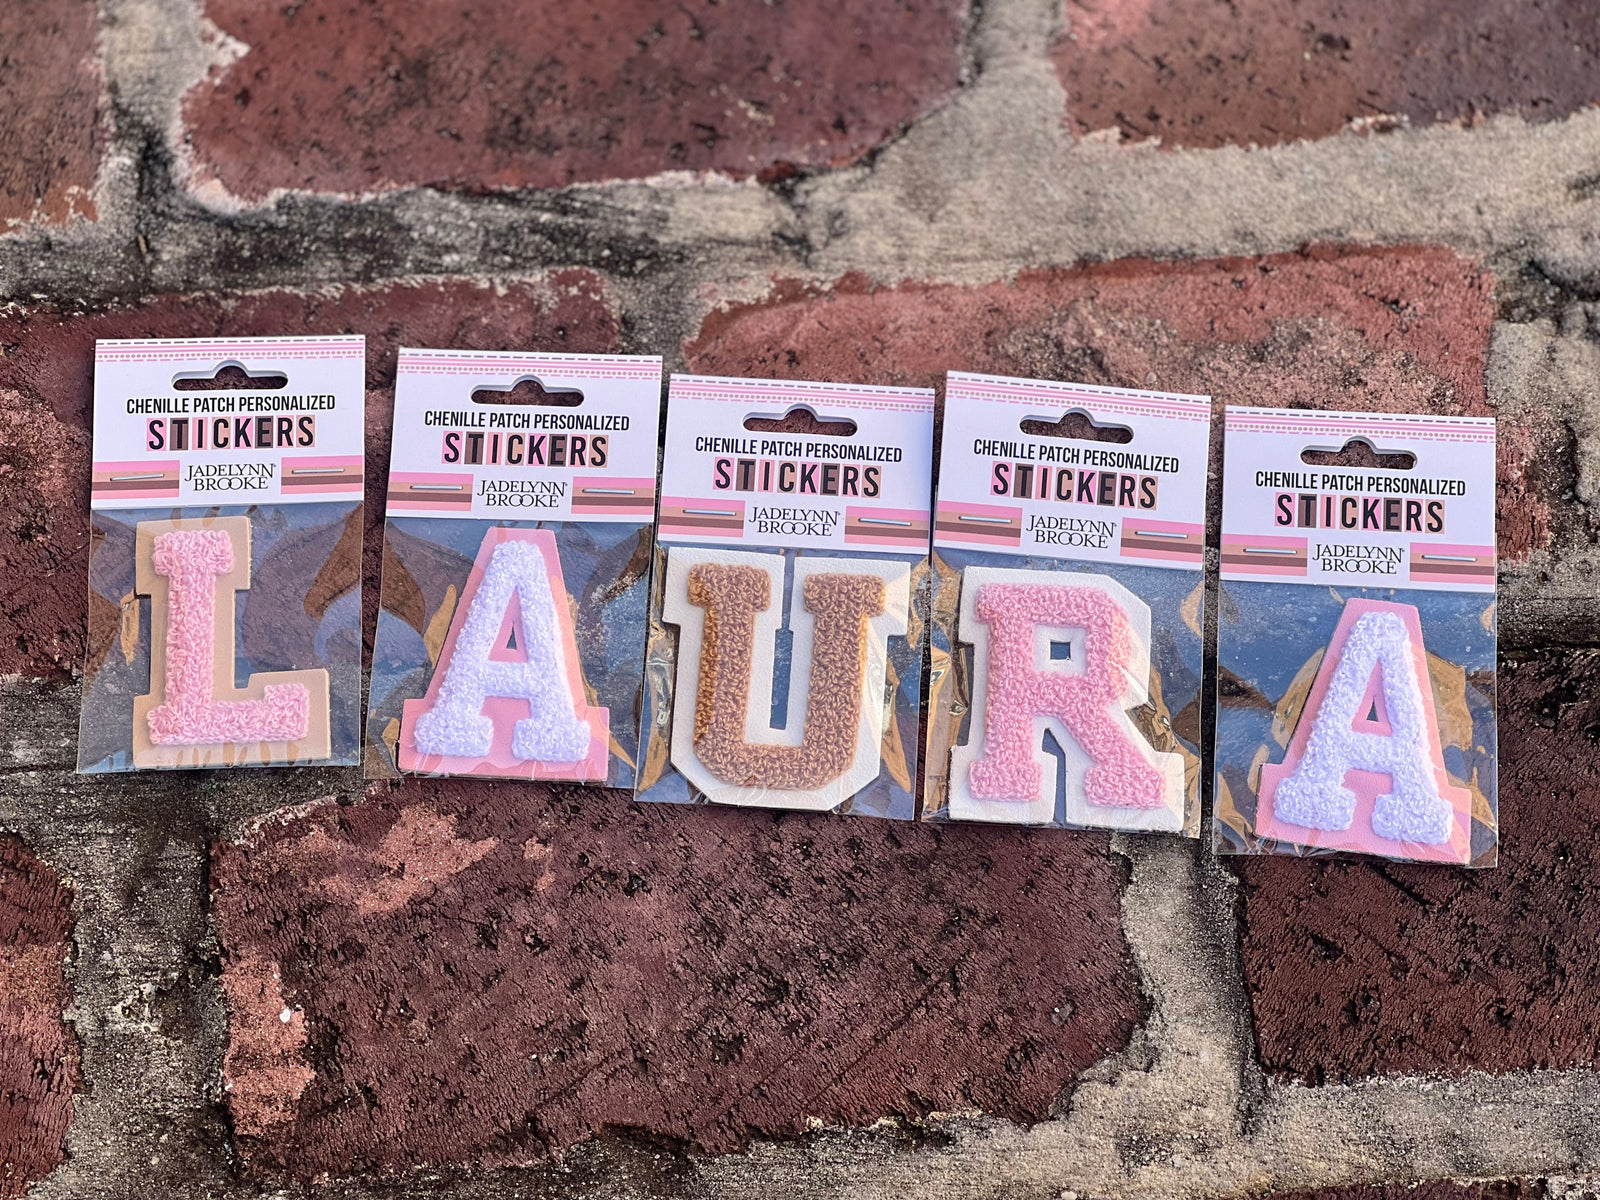 CHENILLE PATCH PERSONALIZED
STICKERS
JADELYNN®
BROOKE
L
CHENILLE PATCH PERSONALIZED
STICKERS
JADELYNN®
BROOKE
A
CHENILLE PATCH PERSONALIZED
STICKERS
JADELYNN®
BROOKE
U
CHENILLE PATCH PERSONALIZED
STICKERS
JADELYNN®
BROOKE
R
CHENILLE PATCH PERSONALIZED
STICKERS
JADELYNN®
BROOKE
A